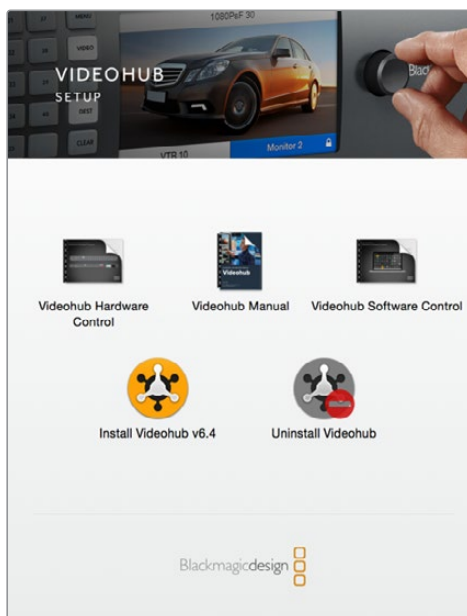 1080PsF 30
MENU
VIDEO
VIDEOHUB
SETUP
DEST
CLEAR
VTR 10
Monitor 2
Videohub Hardware
Control
Videohub
Videohub Manual
Videohub Software Control
Install Videohub v6.4
Uninstall Videohub
Blackmagicdesign